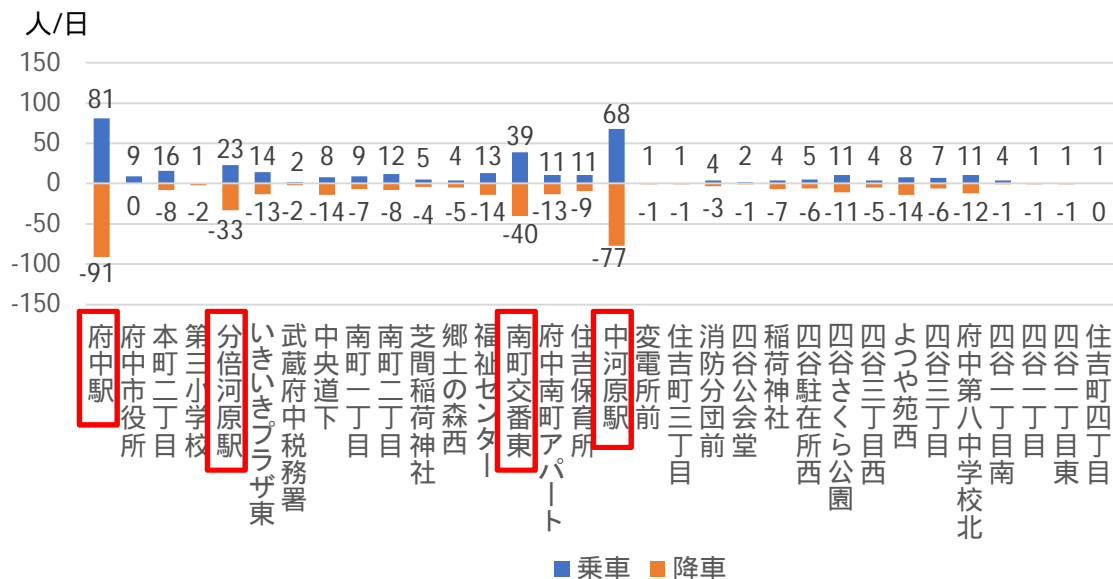 人/日
150
100
50
0
-50
-100
-150
81 9 16 1 23 14 2 8 9 12 5 4 13 39 11 11 68 1 1 4 2 4 5 11 4 8 7 11 4 1 1 1
-91 0 -8 -2 -33 -13 -2 -14 -7 -8 -4 -5 -14 -40 -13 -9 -77 -1 -1 -3 -1 -7 -6 -11 -5 -14 -6 -12 -1 -1 -1 0
府中駅
府中市役所
本町二丁目
第三小学校
分倍河原駅
いきいきプラザ東
武蔵府中税務署
中央道下
南町一丁目
南町二丁目
芝間稲荷神社
郷土の森西
福祉センター
南町交番東
府中南町アパート
住吉保育所
中河原駅
変電所前
住吉町三丁目
消防分団前
四谷公会堂
稲荷神社
四谷駐在所西
四谷さくら公園
四谷三丁目西
よつや苑西
四谷三丁目
府中第八中学校北
四谷一丁目南
四谷一丁目
四谷一丁目東
住吉町四丁目
乗車 降車